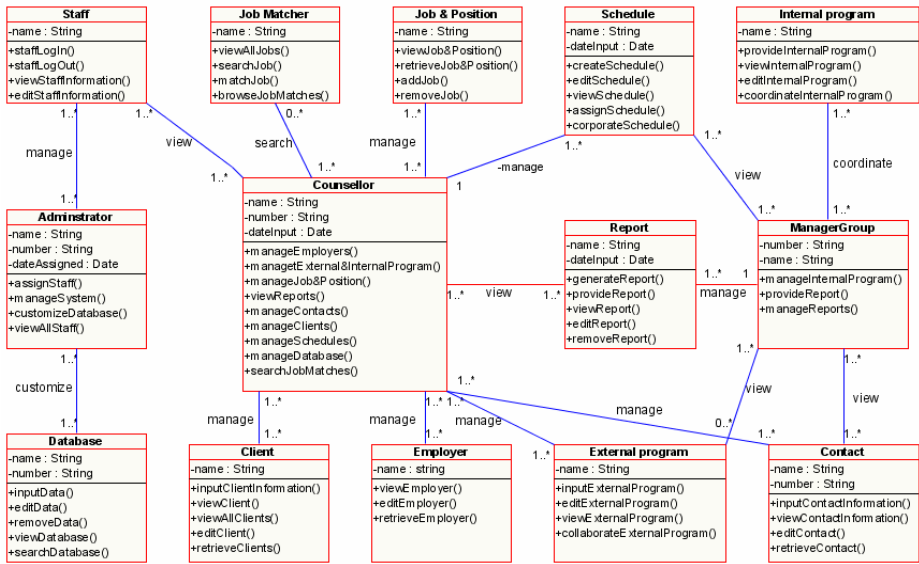 Staff
-name : String
+staffLogIn()
+staffLogOut()
+viewStaffInformation()
+editStaffInformation()
Job Matcher
-name : String
+viewAllJobs()
+searchJob()
+matchJob()
+browseJobMatches()
Job & Position
-name : String
+viewJob&Position()
+retrieveJob&Position()
+addJob()
+removeJob()
Schedule
-name : String
-dateInput : Date
+createSchedule()
+editSchedule()
+viewSchedule()
+assignSchedule()
+corporateSchedule()
Internal program
-name : String
+provideInternalProgram()
+viewInternalProgram()
+editInternalProgram()
+coordinateInternalProgram()
1..*
1..*
0..*
1..*
1..*
1..*
1..*
manage
view
search
manage
-manage
view
coordinate
1..*
1..*
1..*
1..*
1
1..*
1..*
Adminstrator
-name : String
-number : String
-dateAssigned : Date
+assignStaff()
+manageSystem()
+customizeDatabase()
+viewAllStaff()
Counsellor
-name : String
-number : String
-dateInput : Date
+manageEmployers()
+managetExternal&InternalProgram()
+manageJob&Position()
+viewReports()
+manageContacts()
+manageClients()
+manageSchedules()
+manageDatabase()
+searchJobMatches()
Report
-name : String
-dateInput : Date
+generateReport()
+provideReport()
+viewReport()
+editReport()
+removeReport()
ManagerGroup
-number : String
-name : String
+manageInternalProgram()
+provideReport()
+manageReports()
1..*
view
1..*
1..*
manage
1
1..*
customize
1..*
1..*
1..*
1..*
1..*
1..*
1..*
manage
manage
manage
manage
view
view
1..*
1..*
1..*
0..*
1..*
1..*
Database
-name : String
-number : String
+inputData()
+editData()
+removeData()
+viewDatabase()
+searchDatabase()
Client
-name : String
+inputClientInformation()
+viewClient()
+viewAllClients()
+editClient()
+retrieveClients()
Employer
-name : string
+viewEmployer()
+editEmployer()
+retrieveEmployer()
External program
-name : String
+inputExternalProgram()
+editExternalProgram()
+viewExternalProgram()
+collaborateExternalProgram()
Contact
-name : String
-number : String
+inputContactInformation()
+viewContactInformation()
+editContact()
+retrieveContact()